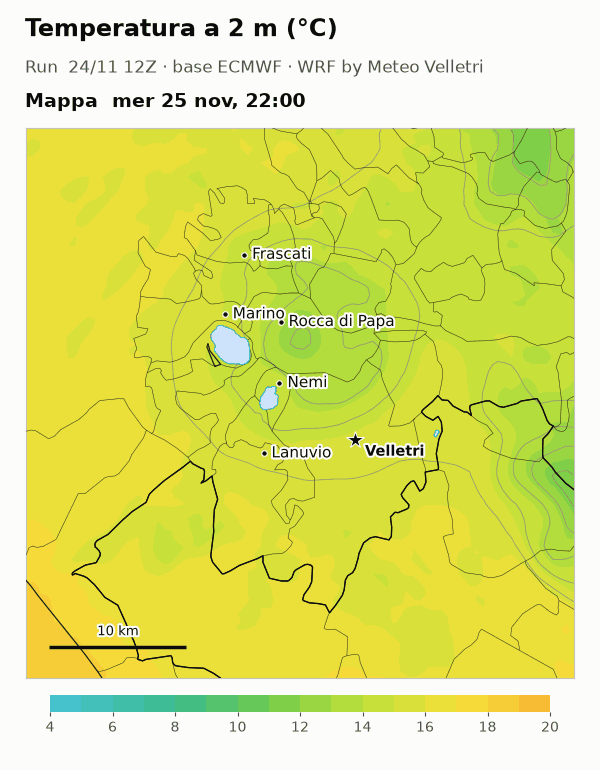 Temperatura a 2 m (°C)
Run  24/11 12Z · base ECMWF · WRF by Meteo Velletri
Mappa  mer 25 nov, 22:00
Frascati
Marino
Rocca di Papa
Nemi
Velletri
Lanuvio
10 km
4 6 8 10 12 14 16 18 20